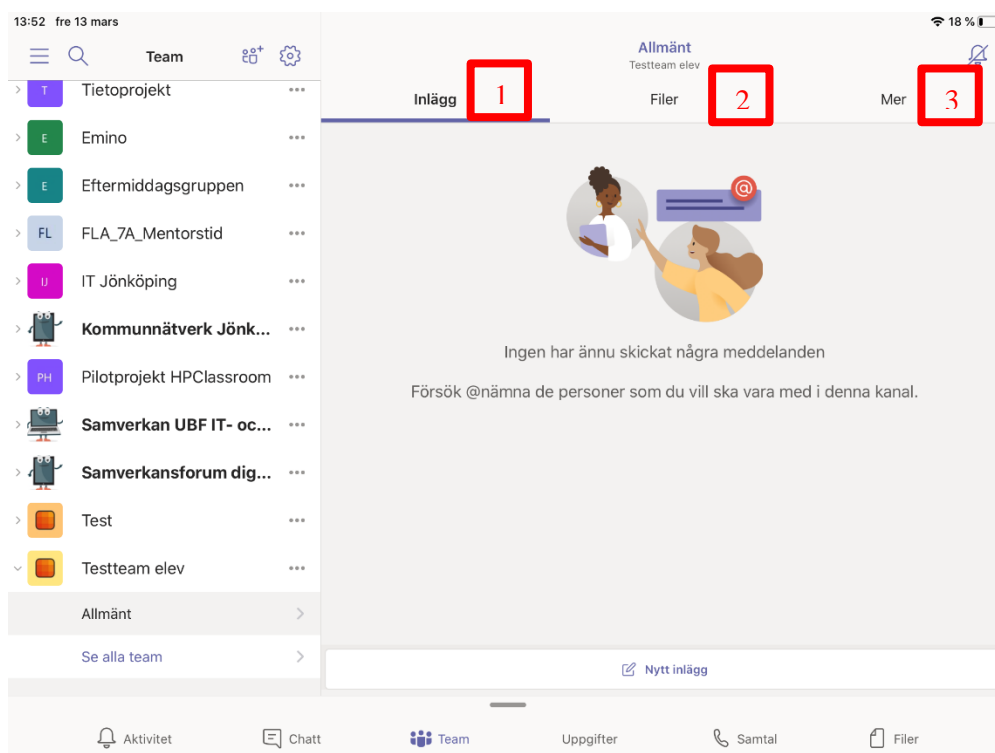 13:52 fre 13 mars
18 %
Team
T Tietoprojekt
E Emino
E Eftermiddagsgruppen
FL FLA_7A_Mentorstid
IJ IT Jönköping
Kommunnätverk Jönk...
PH Pilotprojekt HPClassroom
Samverkan UBF IT- oc...
Samverkansforum dig...
Test
Testteam elev
Allmänt
Se alla team
Allmänt
Testteam elev
Inlägg 1 Filer 2 Mer 3
@
Ingen har ännu skickat några meddelanden
Försök @nämna de personer som du vill ska vara med i denna kanal.
Nytt inlägg
Aktivitet Chatt Team Uppgifter Samtal Filer